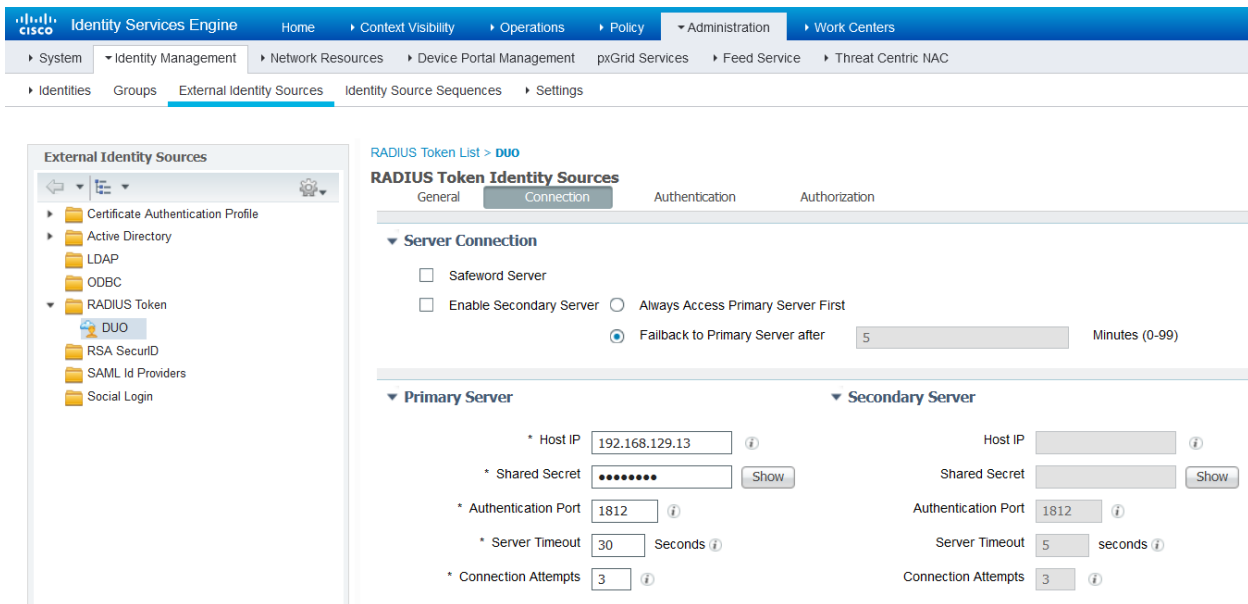 CISCO Identity Services Engine Home Context Visibility Operations Policy Administration Work Centers
System Identity Management Network Resources Device Portal Management pxGrid Services Feed Service Threat Centric NAC
Identities Groups External Identity Sources Identity Source Sequences Settings
External Identity Sources
Certificate Authentication Profile
Active Directory
LDAP
ODBC
RADIUS Token
DUO
RSA SecurID
SAML Id Providers
Social Login
RADIUS Token List > DUO
RADIUS Token Identity Sources
General Connection Authentication Authorization
Server Connection
Safeword Server
Enable Secondary Server Always Access Primary Server First
Failback to Primary Server after 5 Minutes (0-99)
Primary Server Secondary Server
* Host IP 192.168.129.13 Host IP
* Shared Secret •••••••• Show Shared Secret Show
* Authentication Port 1812 Authentication Port 1812
* Server Timeout 30 Seconds Server Timeout 5 seconds
* Connection Attempts 3 Connection Attempts 3